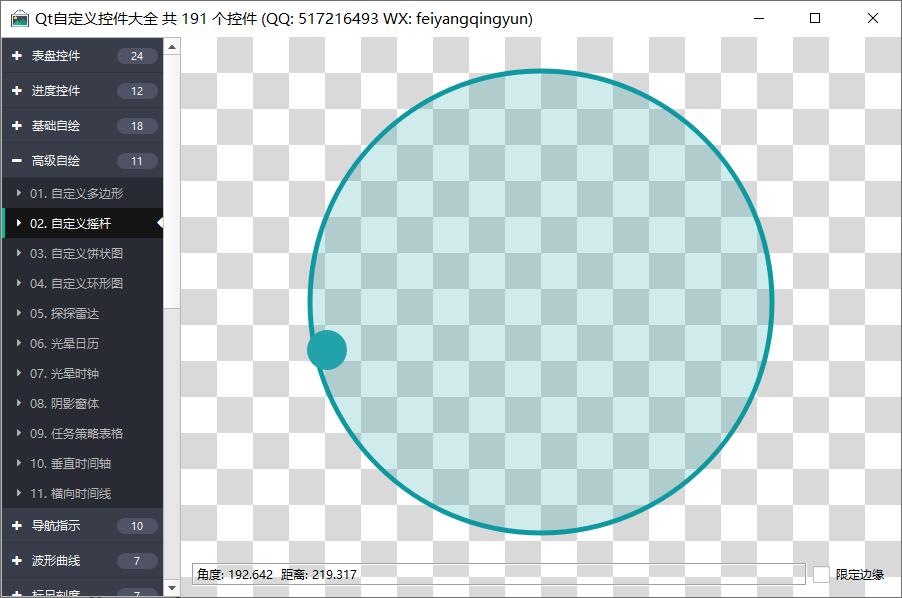 Qt自定义控件大全 共 191 个控件 (QQ: 517216493 WX: feiyangqingyun)
表盘控件 24
进度控件 12
基础自绘 18
高级自绘 11
01. 自定义多边形
02. 自定义摇杆
03. 自定义饼状图
04. 自定义环形图
05. 探探雷达
06. 光晕日历
07. 光晕时钟
08. 阴影窗体
09. 任务策略表格
10. 垂直时间轴
11. 横向时间线
导航指示 10
波形曲线 7
标尺刻度 7
角度: 192.642 距离: 219.317
限定边缘